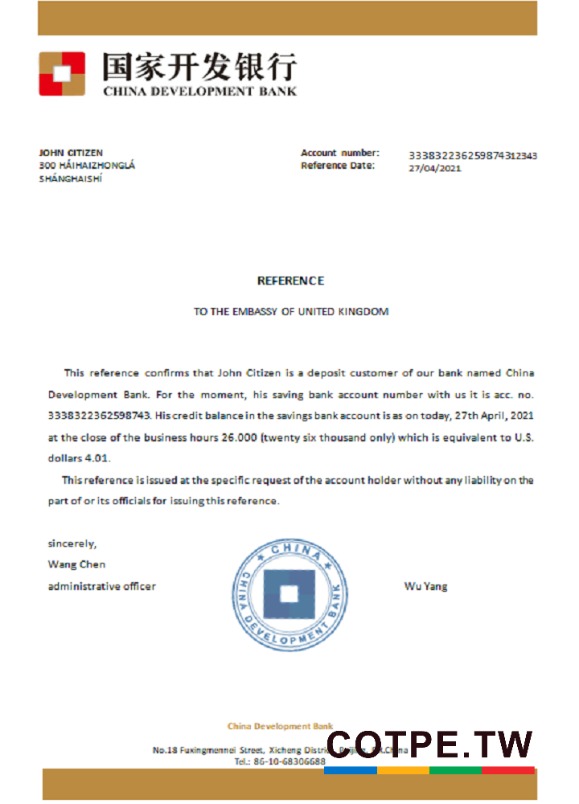 国家开发银行
CHINA DEVELOPMENT BANK
JOHN CITIZEN
300 HÁIHAIZHONGLÁ
SHÁNGHAISHÍ
Account number: 333832236259874312343
Reference Date: 27/04/2021
REFERENCE
TO THE EMBASSY OF UNITED KINGDOM
This reference confirms that John Citizen is a deposit customer of our bank named China
Development Bank. For the moment, his saving bank account number with us it is acc. no.
3338322362598743. His credit balance in the savings bank account is as on today, 27th April, 2021
at the close of the business hours 26.000 (twenty six thousand only) which is equivalent to U.S.
dollars 4.01.
This reference is issued at the specific request of the account holder without any liability on the
part of or its officials for issuing this reference.
sincerely,
Wang Chen
administrative officer
Wu Yang
CHINA
CHINA DEVELOPMENT BANK
China Development Bank
No.18 Fuxingmennei Street, Xicheng District, Beijing, P.R.China
Tel.: 86-10-68306688
COTPE.TW